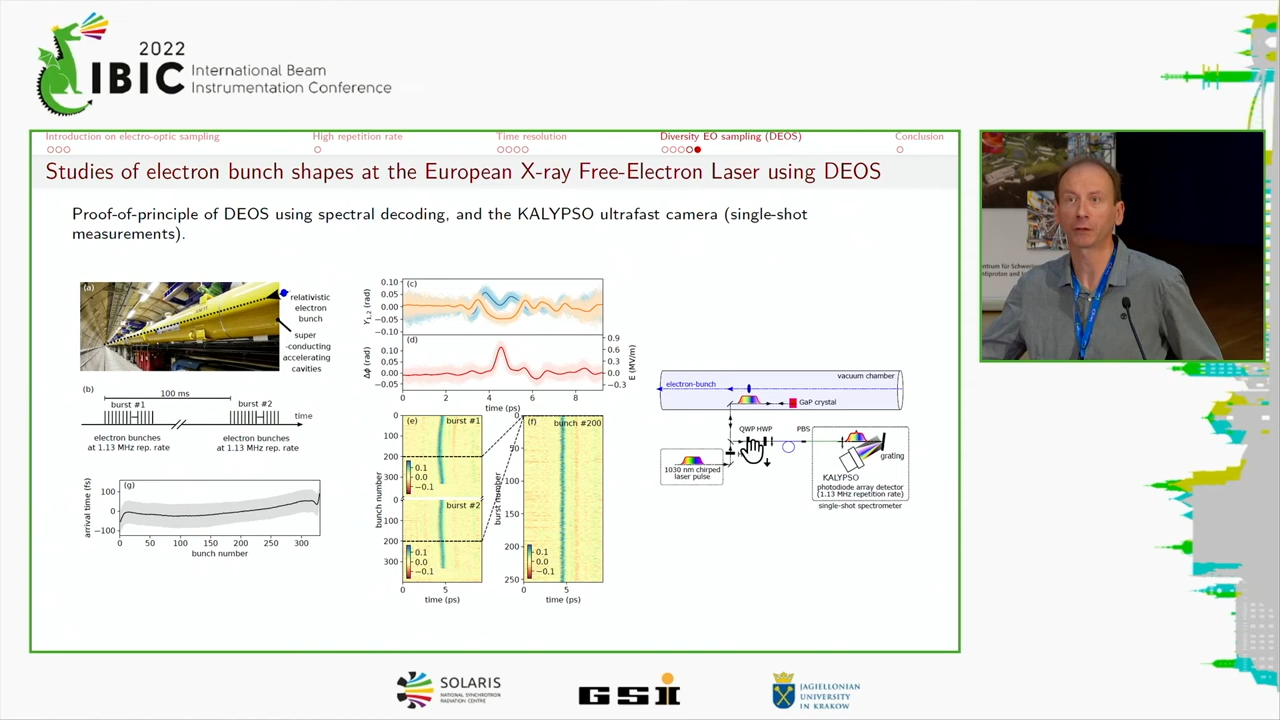 2022
IBIC
International Beam
Instrumentation Conference
Introduction on electro-optic sampling
High repetition rate
Time resolution
Diversity EO sampling (DEOS)
Conclusion
Studies of electron bunch shapes at the European X-ray Free-Electron Laser using DEOS
Proof-of-principle of DEOS using spectral decoding, and the KALYPSO ultrafast camera (single-shot
measurements).
(a)
relativistic
electron
bunch
super
-conducting
accelerating
cavities
(b)
100 ms
burst #1
burst #2
time
electron bunches
at 1.13 MHz rep. rate
electron bunches
at 1.13 MHz rep. rate
(g)
arrival time (fs)
100
0
−100
0 50 100 150 200 250 300
bunch number
(c)
Y1,2 (rad)
0.10
0.05
0.00
−0.05
−0.10
(d)
Δφ (rad)
0.10
0.05
0.00
−0.05
0.9
0.6
0.3
0.0
−0.3
E (MV/m)
0 2 4 6 8
time (ps)
(e)
burst #1
0
200
0.1
0.0
−0.1
bunch number
burst #2
0
100
200
300
0.1
0.0
−0.1
0 5
time (ps)
(f)
bunch #200
burst number
0
50
100
150
200
250
0.1
0.0
−0.1
0 5
time (ps)
vacuum chamber
electron-bunch
GaP crystal
QWP HWP
PBS
1030 nm chirped
laser pulse
grating
KALYPSO
photodiode array detector
(1.13 MHz repetition rate)
single-shot spectrometer
SOLARIS
NATIONAL SYNCHROTRON
RADIATION CENTRE
GSI
JAGIELLONIAN
UNIVERSITY
IN KRAKOW